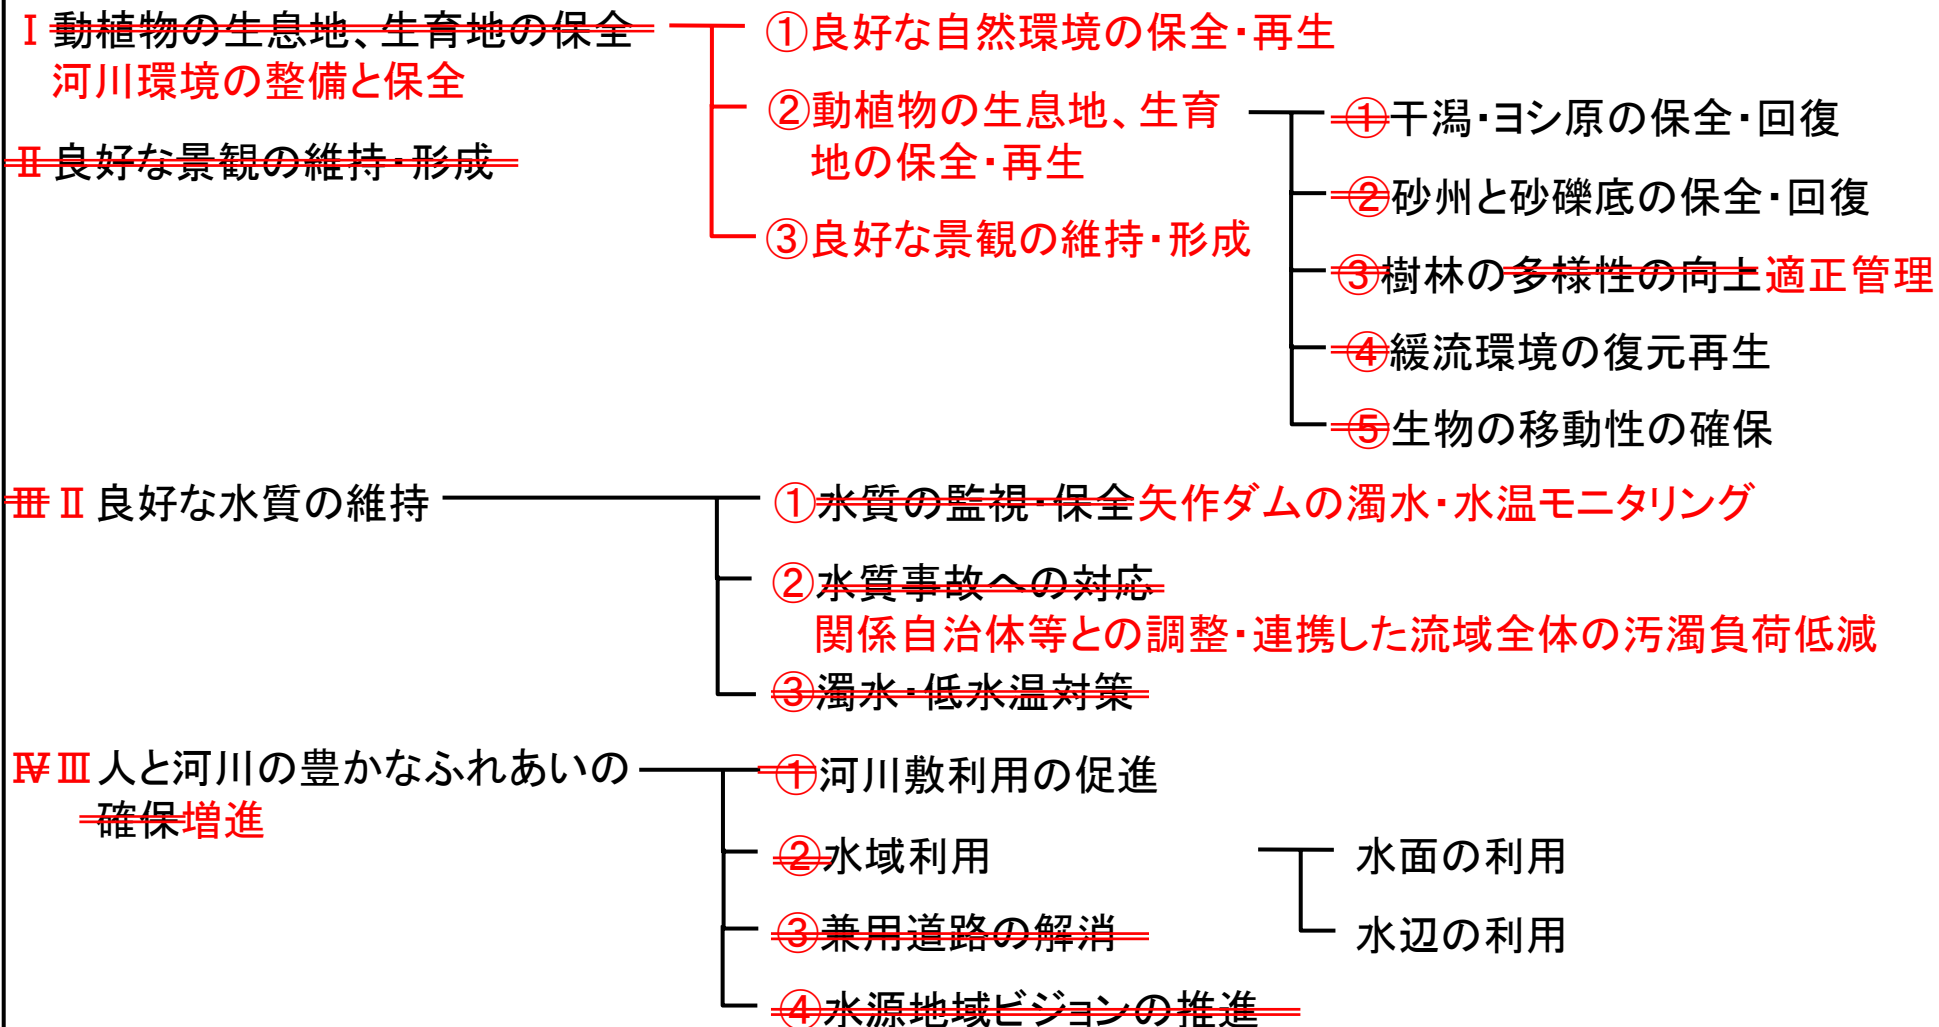 Ⅰ 動植物の生息地、生育地の保全
河川環境の整備と保全
Ⅱ 良好な景観の維持・形成
①良好な自然環境の保全・再生
②動植物の生息地、生育
地の保全・再生
③良好な景観の維持・形成
①干潟・ヨシ原の保全・回復
②砂州と砂礫底の保全・回復
③樹林の多様性の向上適正管理
④緩流環境の復元再生
⑤生物の移動性の確保
Ⅲ Ⅱ 良好な水質の維持
①水質の監視・保全矢作ダムの濁水・水温モニタリング
②水質事故への対応
関係自治体等との調整・連携した流域全体の汚濁負荷低減
③濁水・低水温対策
Ⅳ Ⅲ 人と河川の豊かなふれあいの
確保増進
①河川敷利用の促進
②水域利用
水面の利用
水辺の利用
③兼用道路の解消
④水源地域ビジョンの推進